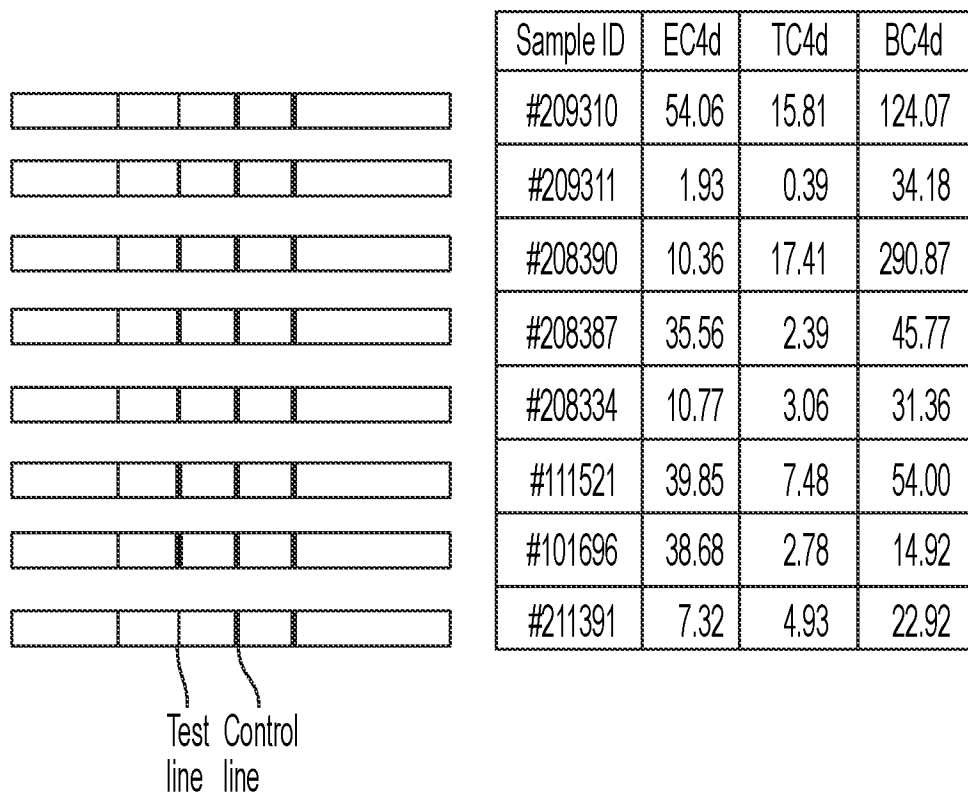 Sample ID EC4d TC4d BC4d
#209310 54.06 15.81 124.07
#209311 1.93 0.39 34.18
#208390 10.36 17.41 290.87
#208387 35.56 2.39 45.77
#208334 10.77 3.06 31.36
#111521 39.85 7.48 54.00
#101696 38.68 2.78 14.92
#211391 7.32 4.93 22.92
Test Control
line line